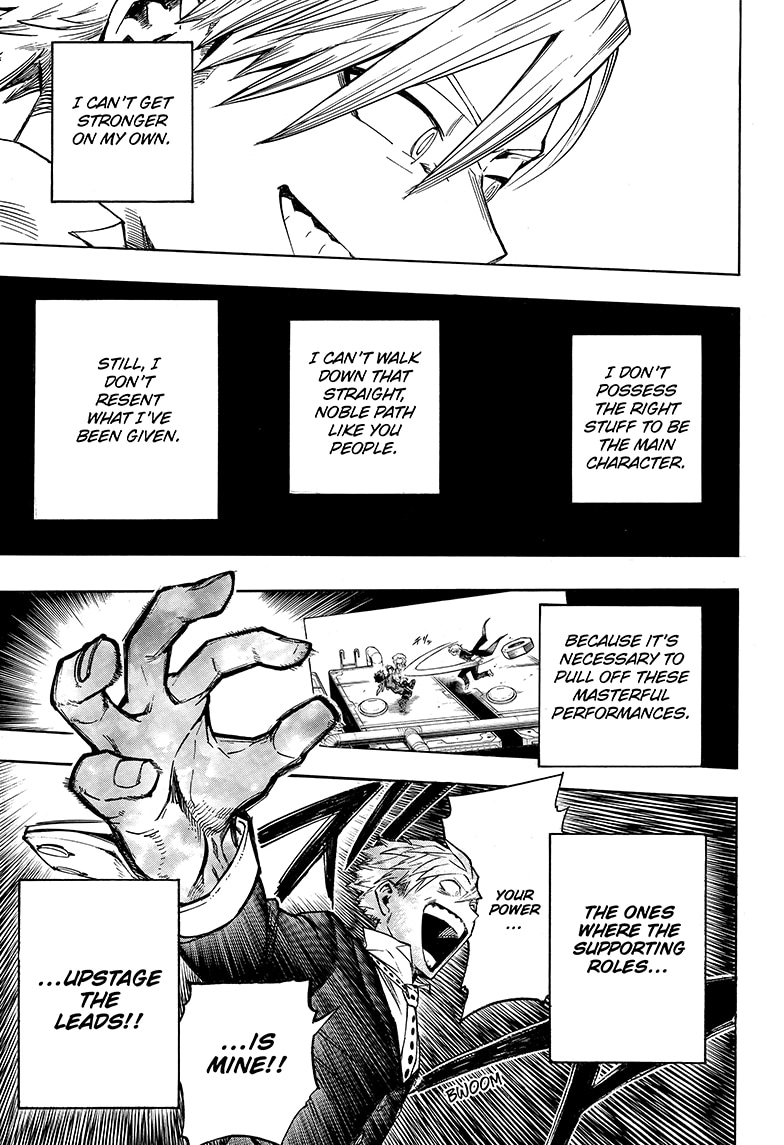 I CAN'T GET
STRONGER
ON MY OWN.
I DON'T
POSSESS
THE RIGHT
STUFF TO BE
THE MAIN
CHARACTER.
I CAN'T WALK
DOWN THAT
STRAIGHT,
NOBLE PATH
LIKE YOU
PEOPLE.
STILL, I
DON'T
RESENT
WHAT I'VE
BEEN GIVEN.
BECAUSE IT'S
NECESSARY TO
PULL OFF THESE
MASTERFUL
PERFORMANCES.
THE ONES
WHERE THE
SUPPORTING
ROLES...
YOUR
POWER
...
...IS
MINE!!
BWOOM
...UPSTAGE
THE
LEADS!!